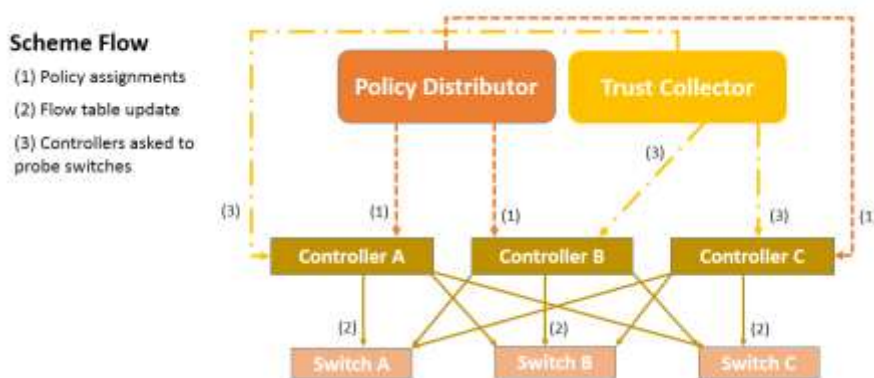 Scheme Flow
(1) Policy assignments
(2) Flow table update
(3) Controllers asked to
probe switches
Policy Distributor
Trust Collector
(3)
(3)
(1)
(1)
(3)
(1
Controller A
Controller B
Controller C
(2)
(2)
(2)
Switch A
Switch B
Switch C